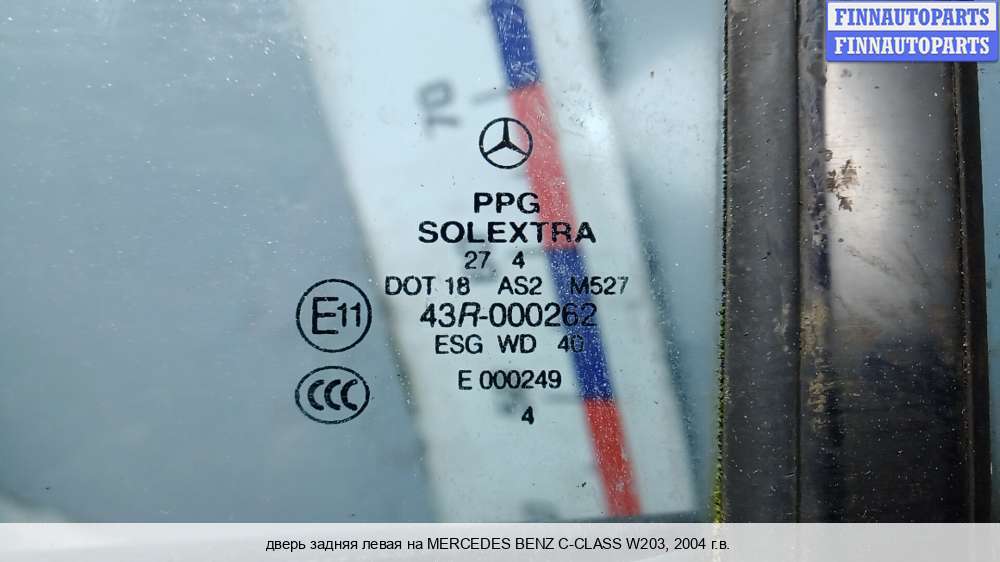 FINNAUTOPARTS
FINNAUTOPARTS
70
PPG
SOLEXTRA
27 4
DOT 18 AS2 M527
E11
43R-000262
ESG WD 40
CCC
E 000249
4
дверь задняя левая на MERCEDES BENZ C-CLASS W203, 2004 г.в.